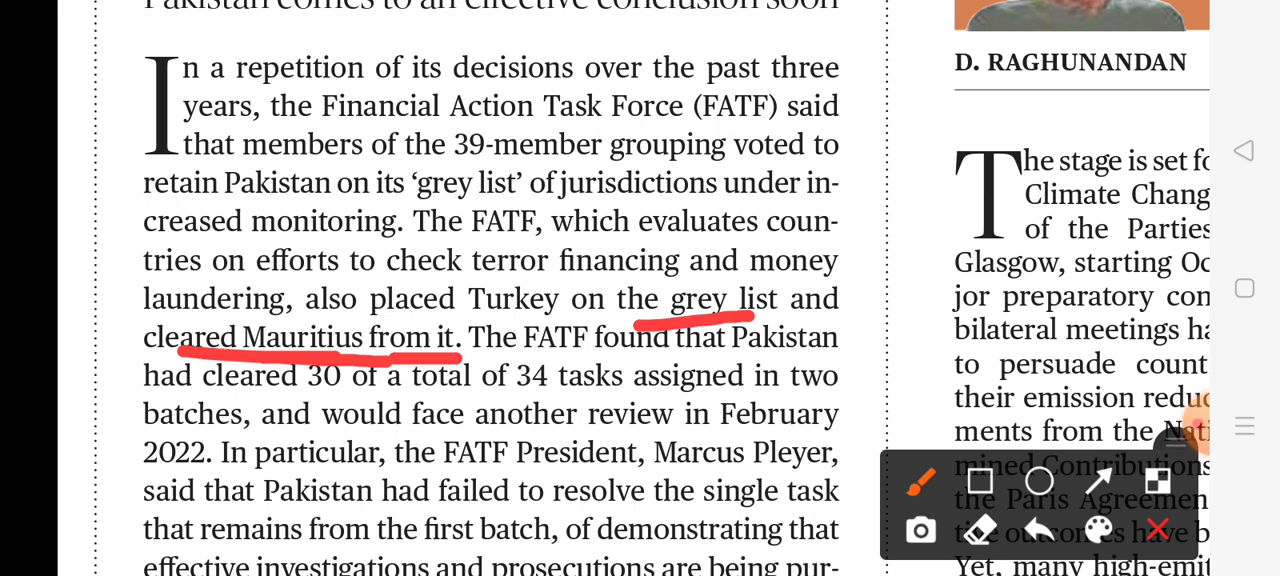 Pakistan comes to an effective conclusion soon
In a repetition of its decisions over the past three
years, the Financial Action Task Force (FATF) said
that members of the 39-member grouping voted to
retain Pakistan on its ‘grey list’ of jurisdictions under in-
creased monitoring. The FATF, which evaluates coun-
tries on efforts to check terror financing and money
laundering, also placed Turkey on the grey list and
cleared Mauritius from it. The FATF found that Pakistan
had cleared 30 of a total of 34 tasks assigned in two
batches, and would face another review in February
2022. In particular, the FATF President, Marcus Pleyer,
said that Pakistan had failed to resolve the single task
that remains from the first batch, of demonstrating that
effective investigations and prosecutions are being pur-
D. RAGHUNANDAN
The stage is set fo
Climate Chang
of the Parties
Glasgow, starting Oc
jor preparatory con
bilateral meetings ha
to persuade count
their emission reduc
ments from the Nati
mined Contributions
the Paris Agreemen
tive outcomes have b
Yet, many high-emit